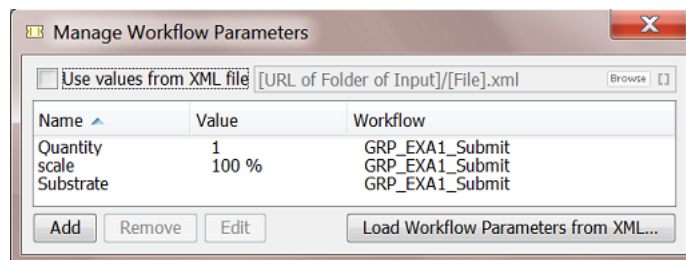 Manage Workflow Parameters
X
Use values from XML file [URL of Folder of Input]/[File].xml Browse []
Name Value Workflow
Quantity 1 GRP_EXA1_Submit
scale 100 % GRP_EXA1_Submit
Substrate GRP_EXA1_Submit
Add Remove Edit Load Workflow Parameters from XML...